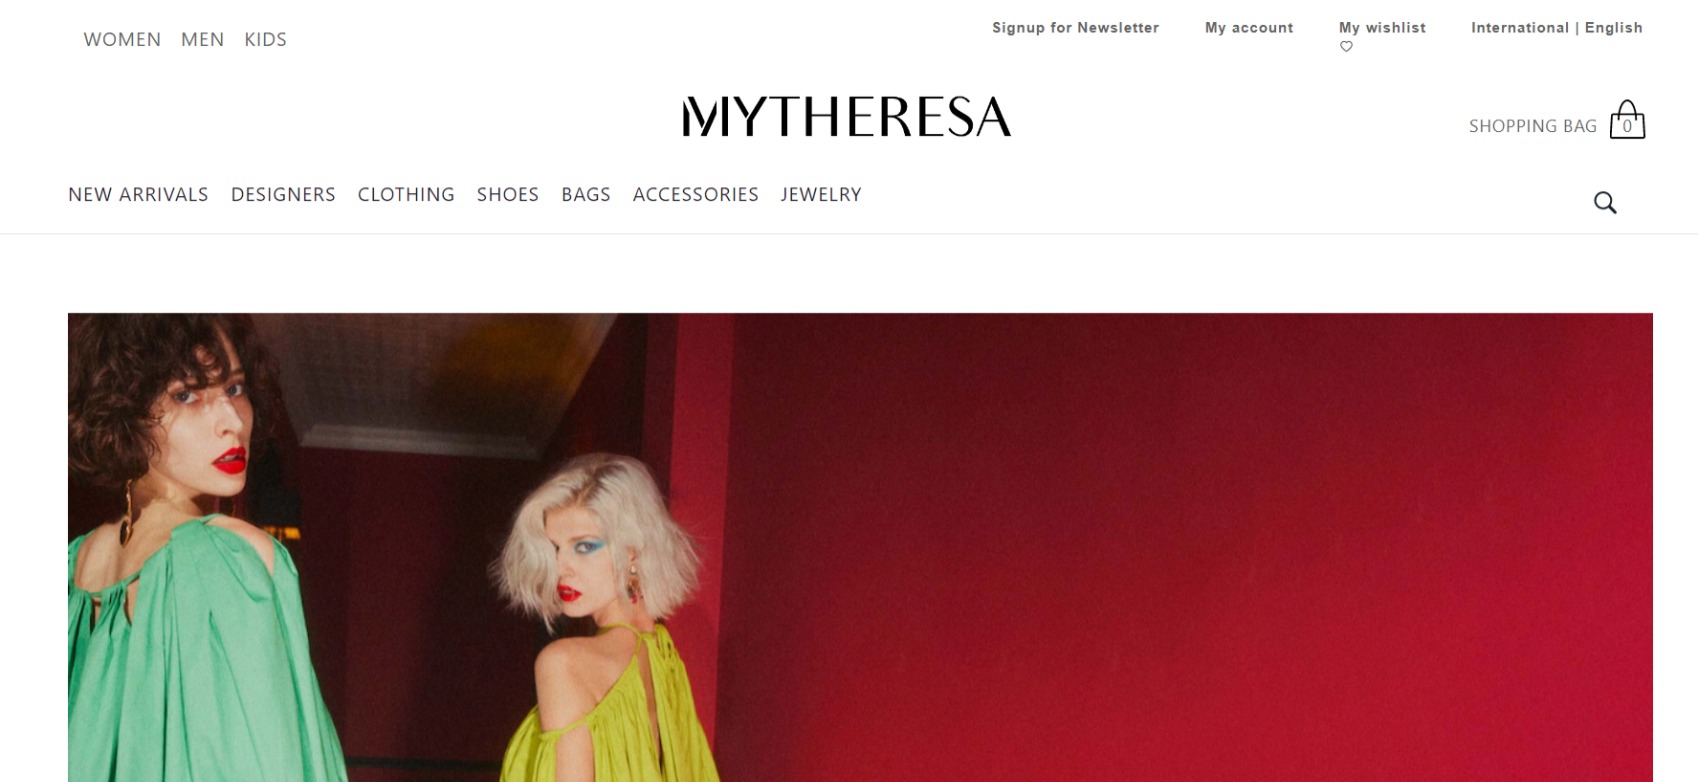 WOMEN MEN KIDS
Signup for Newsletter My account My wishlist International | English
MYTHERESA
SHOPPING BAG 0
NEW ARRIVALS DESIGNERS CLOTHING SHOES BAGS ACCESSORIES JEWELRY